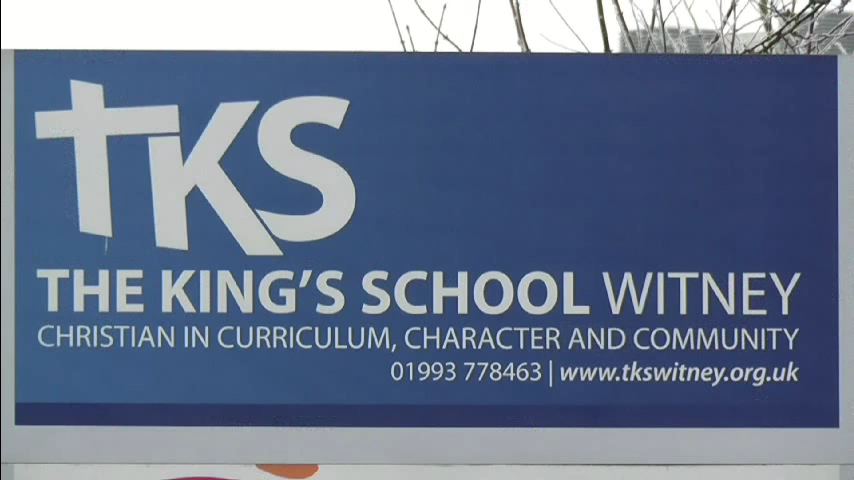 TKS
THE KING'S SCHOOL WITNEY
CHRISTIAN IN CURRICULUM, CHARACTER AND COMMUNITY
01993 778463 | www.tkswitney.org.uk